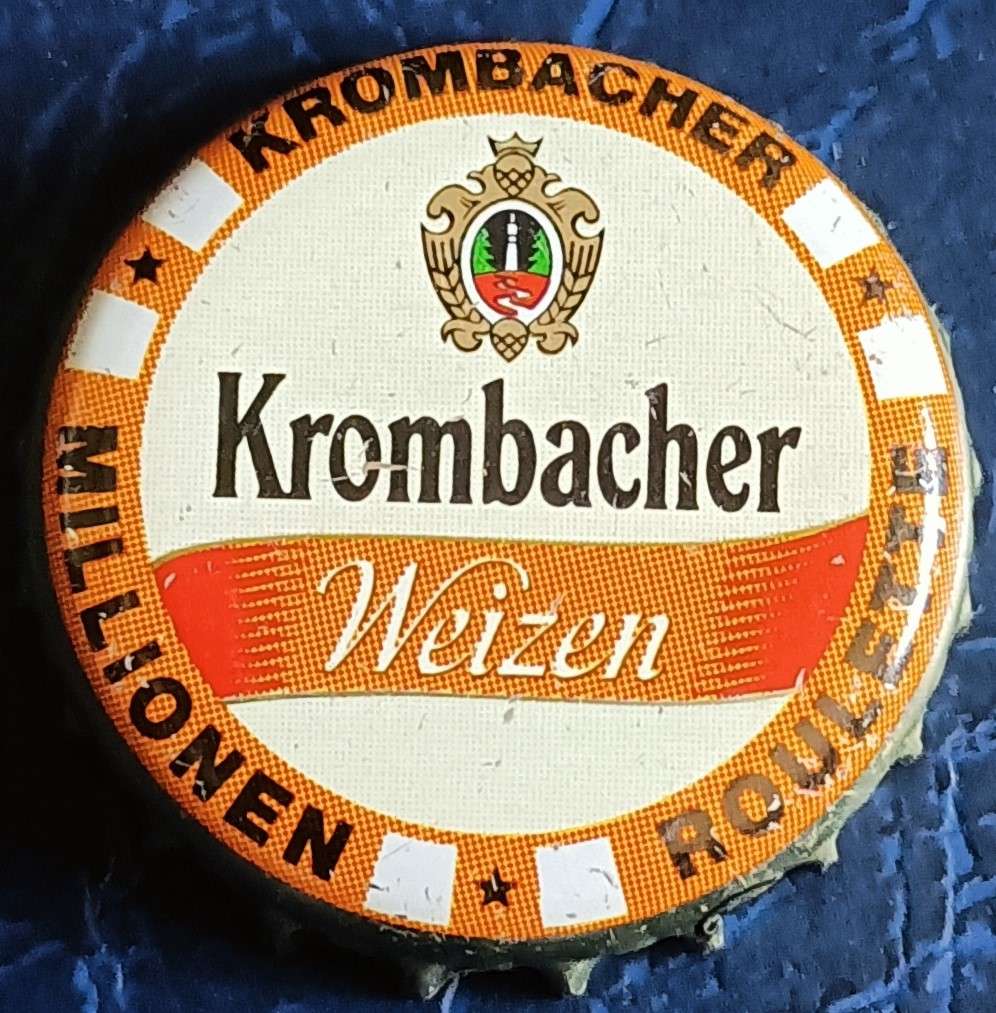 KROMBACHER
Krombacher
Weizen
MILLIONEN
ROULETTE